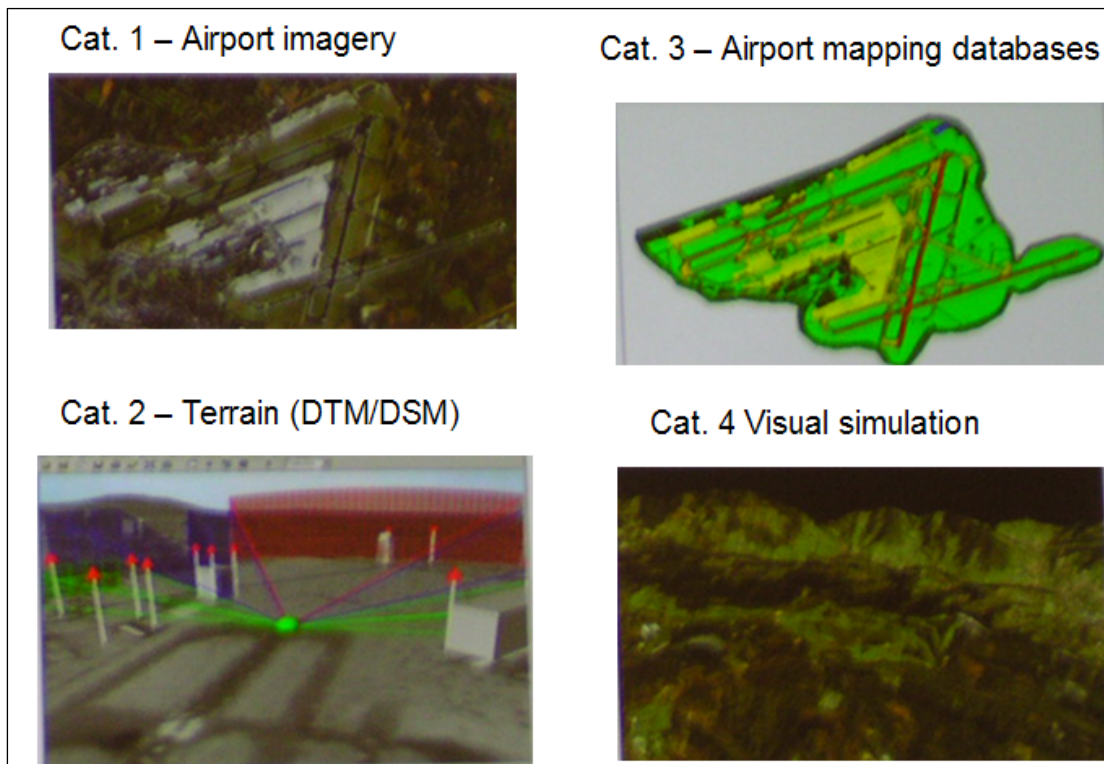 Cat. 1 – Airport imagery
Cat. 3 – Airport mapping databases
Cat. 2 – Terrain (DTM/DSM)
Cat. 4 Visual simulation